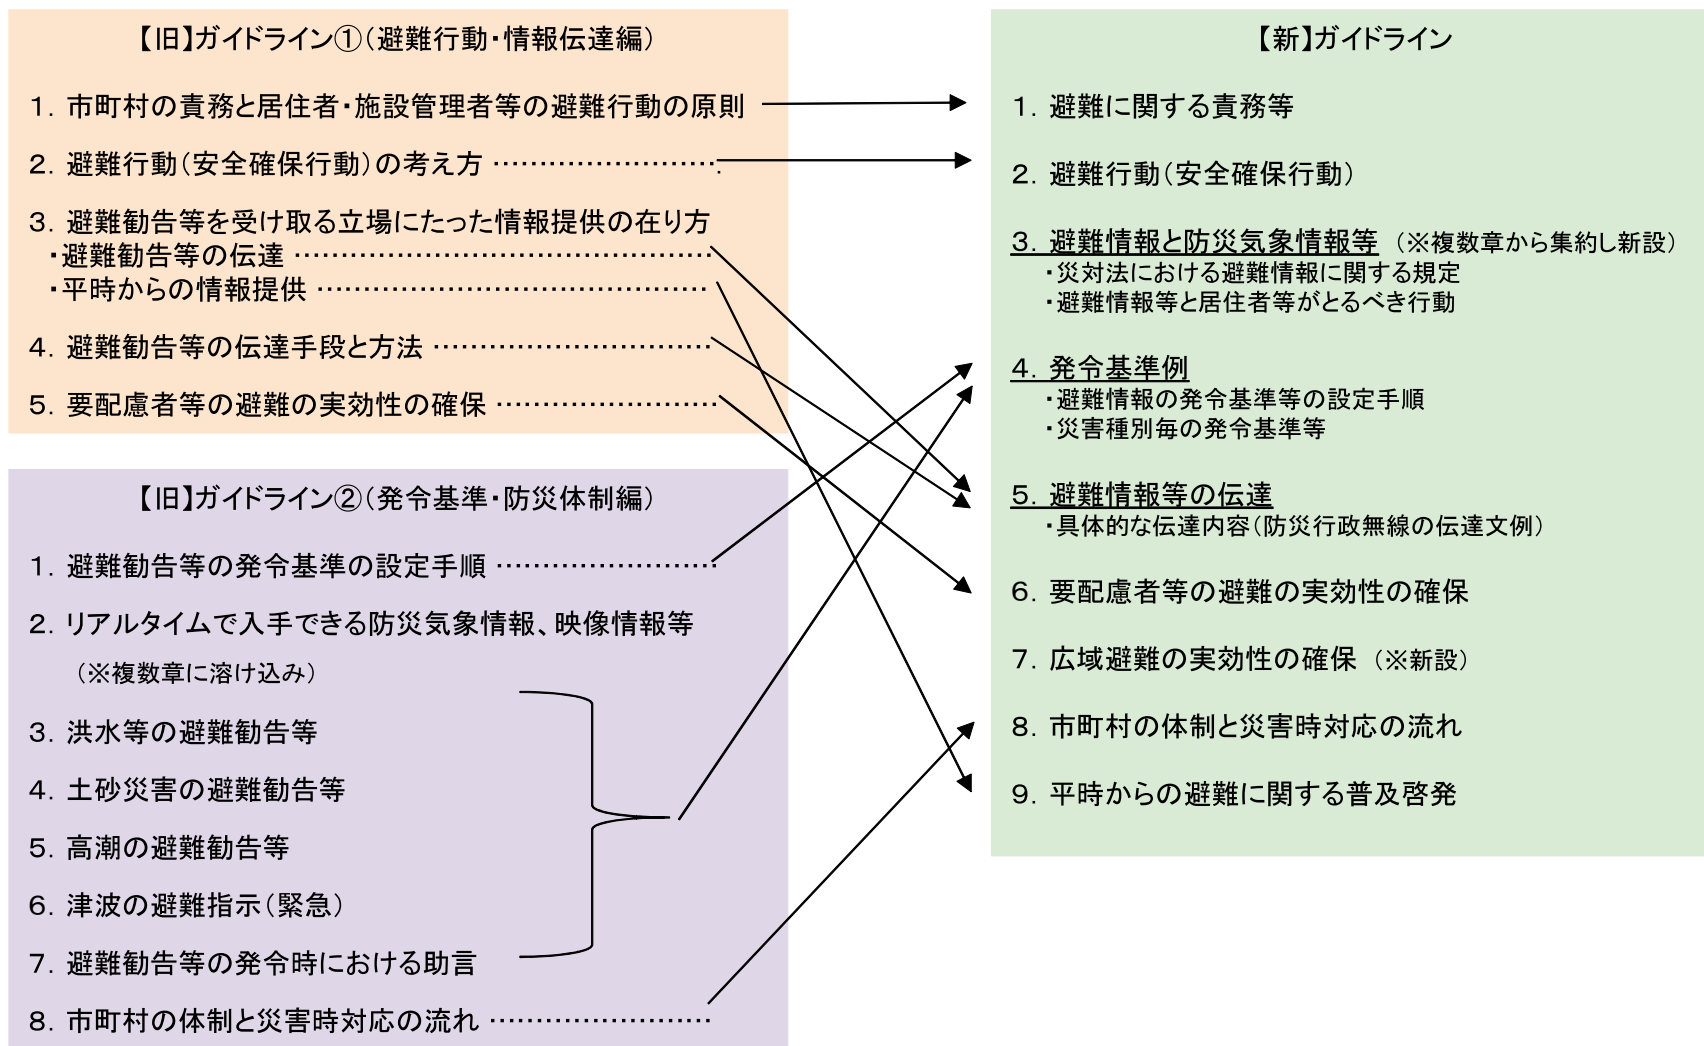 【旧】ガイドライン①（避難行動・情報伝達編）
１．市町村の責務と居住者・施設管理者等の避難行動の原則
２．避難行動（安全確保行動）の考え方 ……………………
３．避難勧告等を受け取る立場にたった情報提供の在り方
・避難勧告等の伝達 ………………………………………
・平時からの情報提供 ……………………………………
４．避難勧告等の伝達手段と方法 …………………………
５．要配慮者等の避難の実効性の確保 ……………………
【旧】ガイドライン②（発令基準・防災体制編）
１．避難勧告等の発令基準の設定手順 ……………………
２．リアルタイムで入手できる防災気象情報、映像情報等
（※複数章に溶け込み）
３．洪水等の避難勧告等
４．土砂災害の避難勧告等
５．高潮の避難勧告等
６．津波の避難指示（緊急）
７．避難勧告等の発令時における助言
８．市町村の体制と災害時対応の流れ ……………………
【新】ガイドライン
１．避難に関する責務等
２．避難行動（安全確保行動）
３．避難情報と防災気象情報等 （※複数章から集約し新設）
・災対法における避難情報に関する規定
・避難情報等と居住者等がとるべき行動
４．発令基準例
・避難情報の発令基準等の設定手順
・災害種別毎の発令基準等
５．避難情報等の伝達
・具体的な伝達内容（防災行政無線の伝達文例）
６．要配慮者等の避難の実効性の確保
７．広域避難の実効性の確保 （※新設）
８．市町村の体制と災害時対応の流れ
９．平時からの避難に関する普及啓発